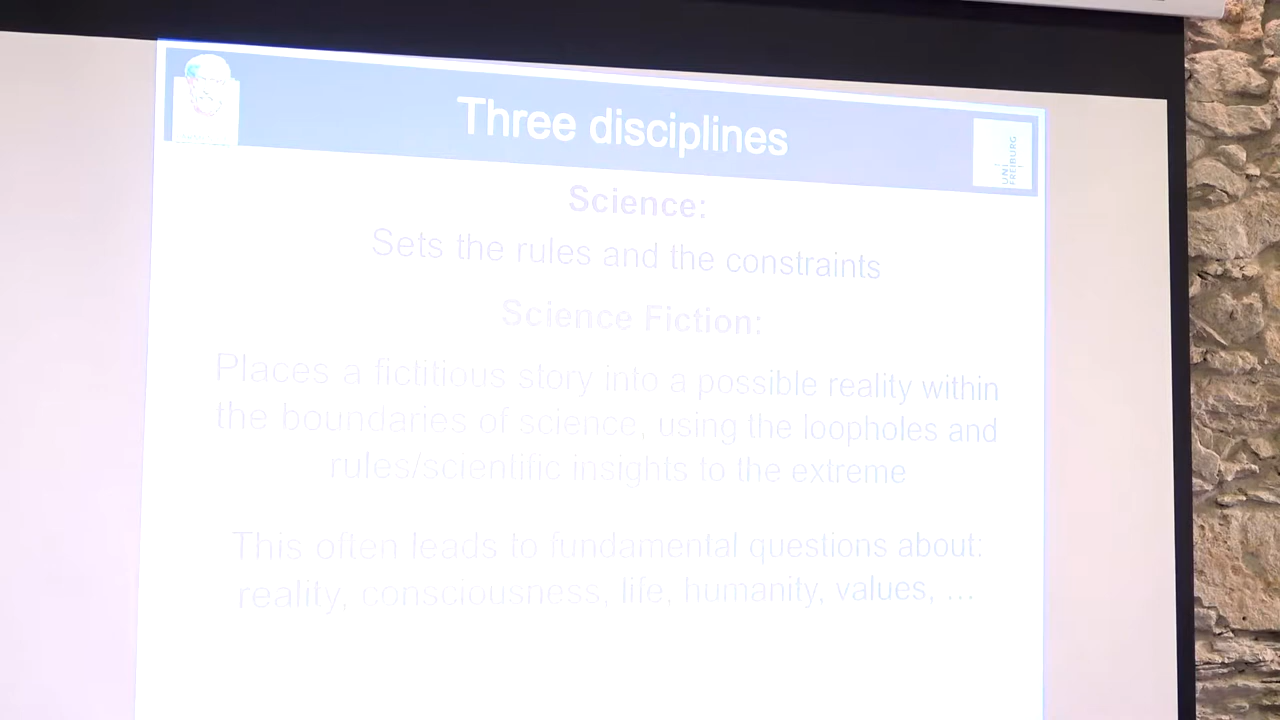 Three disciplines
UNI
FREIBURG
Science:
Sets the rules and the constraints
Science Fiction:
Places a fictitious story into a possible reality within
the boundaries of science, using the loopholes and
rules/scientific insights to the extreme
This often leads to fundamental questions about:
reality, consciousness, life, humanity, values, ...